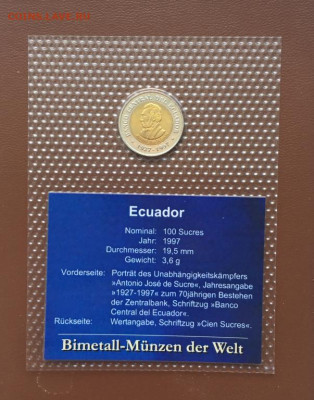 1927 - 1997
Ecuador
Nominal: 100 Sucres
Jahr: 1997
Durchmesser: 19,5 mm
Gewicht: 3,6 g
Vorderseite: Porträt des Unabhängigkeitskämpfers
»Antonio José de Sucre«, Jahresangabe
»1927-1997« zum 70jährigen Bestehen
der Zentralbank, Schriftzug »Banco
Central del Ecuador«.
Rückseite: Wertangabe, Schriftzug »Cien Sucres«.
Bimetall-Münzen der Welt